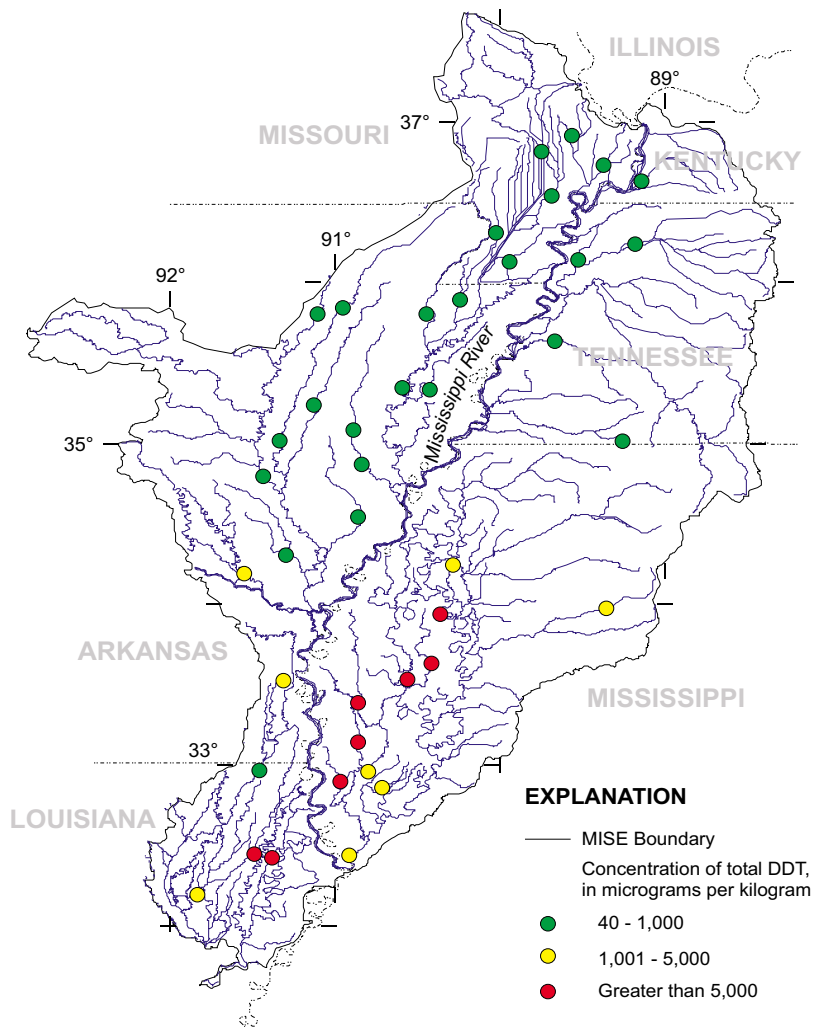 ILLINOIS
89°
37°
MISSOURI
KENTUCKY
91°
92°
Mississippi River
TENNESSEE
35°
ARKANSAS
MISSISSIPPI
33°
LOUISIANA
EXPLANATION
MISE Boundary
Concentration of total DDT,
in micrograms per kilogram
40 - 1,000
1,001 - 5,000
Greater than 5,000